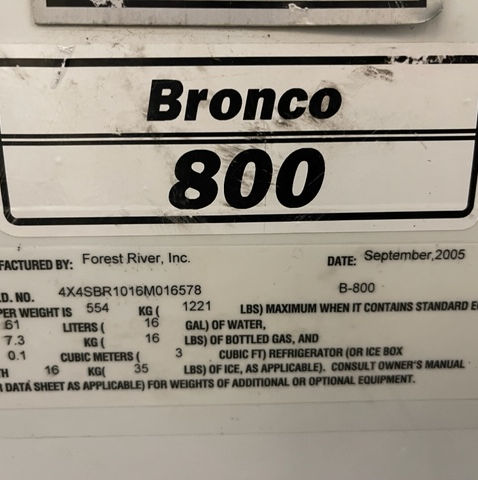 Bronco
800
FACTURED BY: Forest River, Inc. DATE: September,2005
.D. NO. 4X4SBR1016M016578 B-800
PER WEIGHT IS 554 KG ( 1221 LBS) MAXIMUM WHEN IT CONTAINS STANDARD E
61 LITERS ( 16 GAL) OF WATER,
7.3 KG ( 16 LBS) OF BOTTLED GAS, AND
0.1 CUBIC METERS ( 3 CUBIC FT) REFRIGERATOR (OR ICE BOX
TH 16 KG( 35 LBS) OF ICE, AS APPLICABLE). CONSULT OWNER'S MANUAL
R DATA SHEET AS APPLICABLE) FOR WEIGHTS OF ADDITIONAL OR OPTIONAL EQUIPMENT.